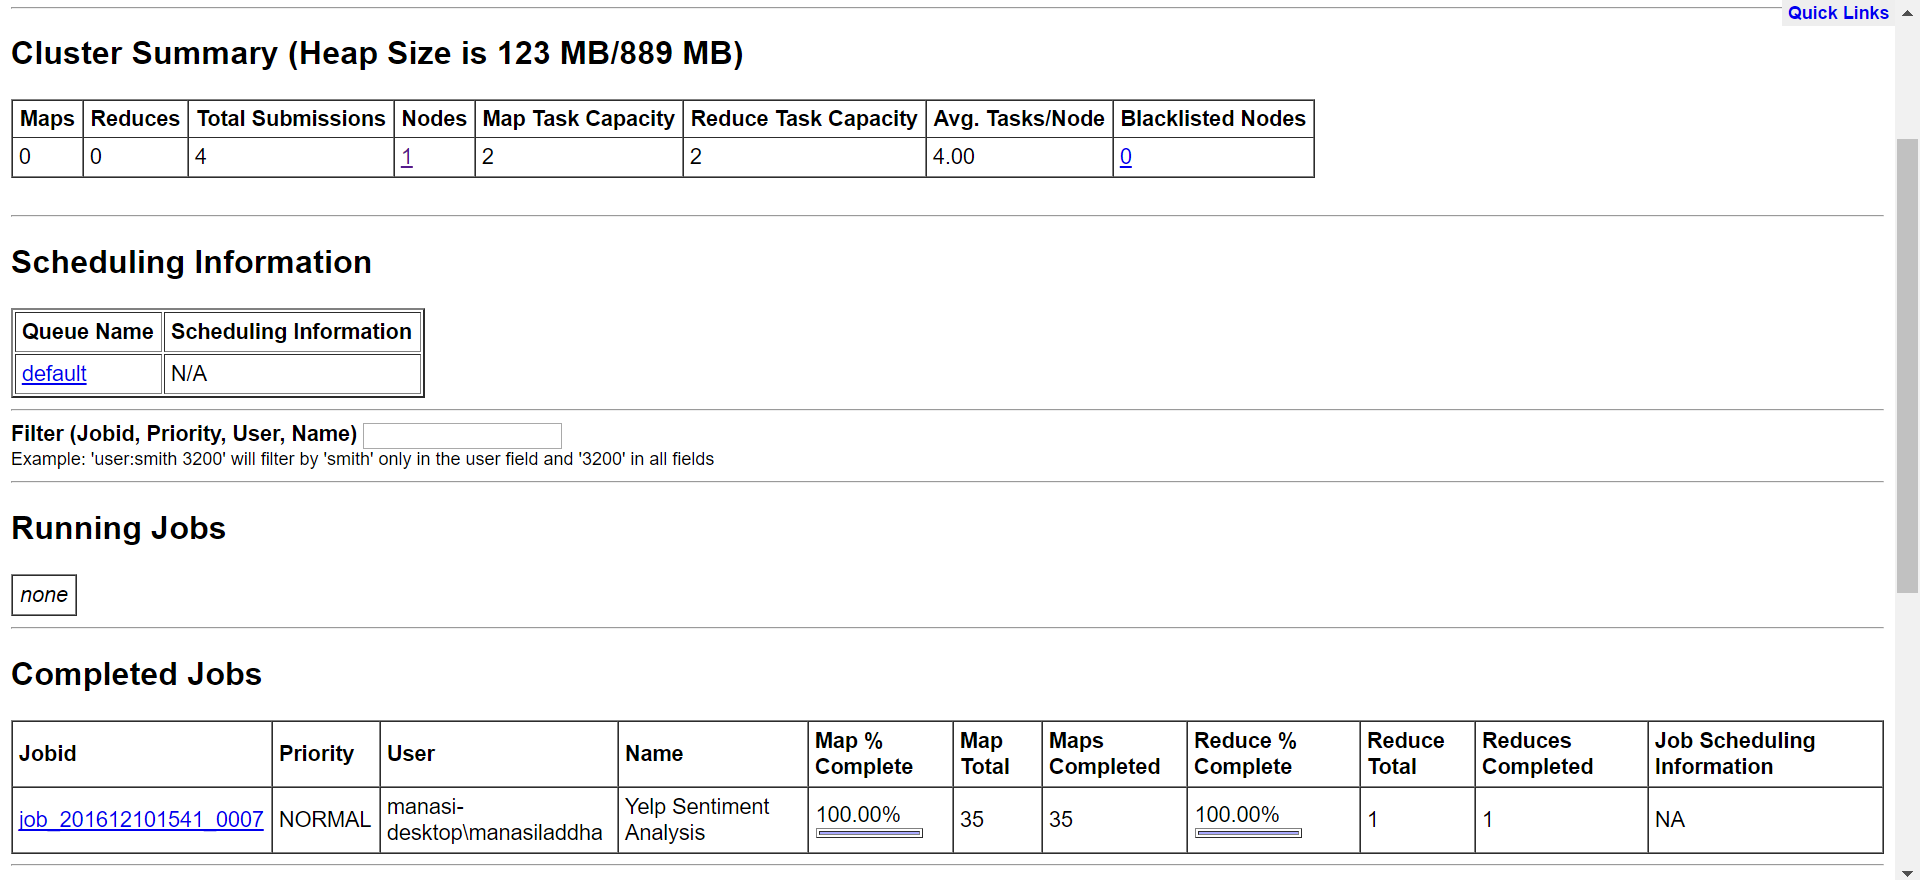 Quick Links
Cluster Summary (Heap Size is 123 MB/889 MB)
Maps Reduces Total Submissions Nodes Map Task Capacity Reduce Task Capacity Avg. Tasks/Node Blacklisted Nodes
0 0 4 1 2 2 4.00 0
Scheduling Information
Queue Name Scheduling Information
default N/A
Filter (Jobid, Priority, User, Name)
Example: 'user:smith 3200' will filter by 'smith' only in the user field and '3200' in all fields
Running Jobs
none
Completed Jobs
Jobid Priority User Name Map % Complete Map Total Maps Completed Reduce % Complete Reduce Total Reduces Completed Job Scheduling Information
job_201612101541_0007 NORMAL manasi-desktop\manasiladdha Yelp Sentiment Analysis 100.00% 35 35 100.00% 1 1 NA